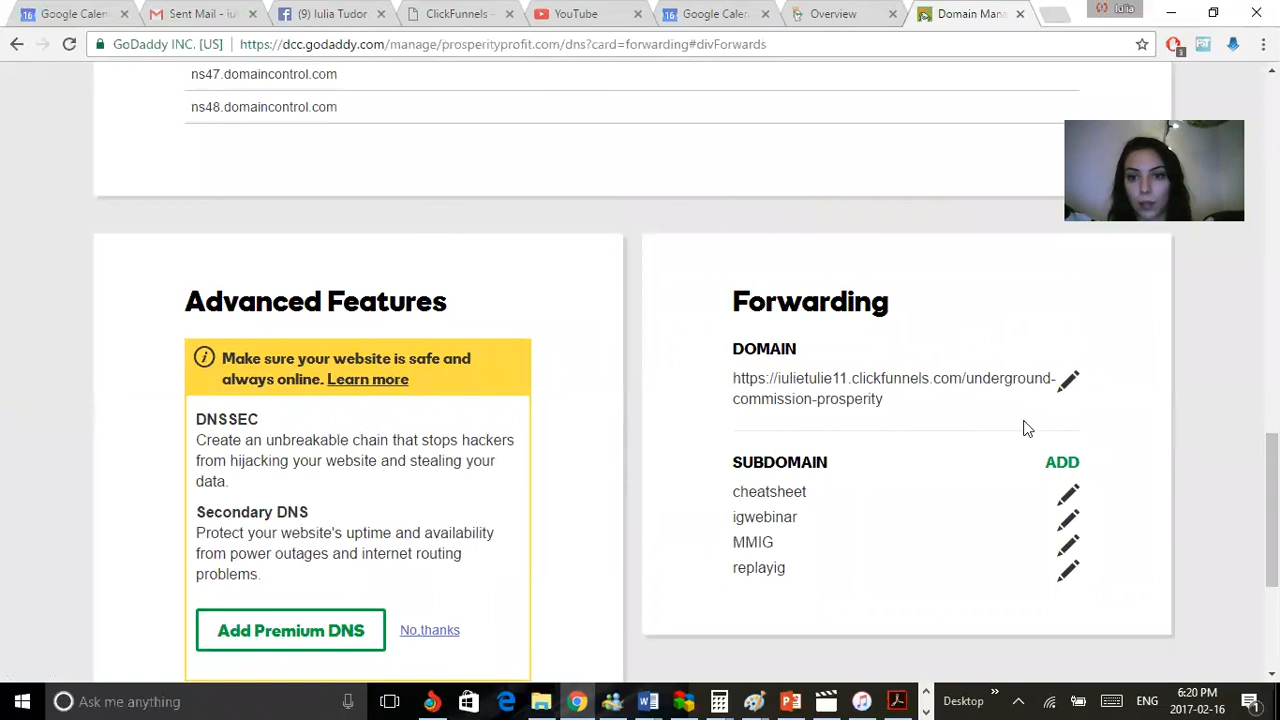 Google Cale
Sent Mail - iu
(6) Iulia Tudor
ClickFunnels –
YouTube
Google Cale
Overview
Domain Man
Iulia
GoDaddy INC. [US]
https://dcc.godaddy.com/manage/prosperityprofit.com/dns?card=forwarding#divForwards
ns47.domaincontrol.com
ns48.domaincontrol.com
Advanced Features
Make sure your website is safe and
always online. Learn more
DNSSEC
Create an unbreakable chain that stops hackers
from hijacking your website and stealing your
data.
Secondary DNS
Protect your website's uptime and availability
from power outages and internet routing
problems.
Add Premium DNS
No,thanks
Forwarding
DOMAIN
https://iulietulie11.clickfunnels.com/underground-
commission-prosperity
SUBDOMAIN
ADD
cheatsheet
igwebinar
MMIG
replayig
Ask me anything
Desktop
ENG
6:20 PM
2017-02-16